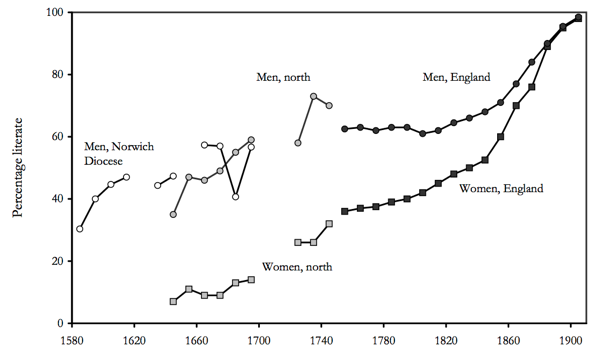 100
80
60
40
20
0
Percentage literate
Men, north
Men, England
Men, Norwich
Diocese
Women, England
Women, north
1580 1620 1660 1700 1740 1780 1820 1860 1900